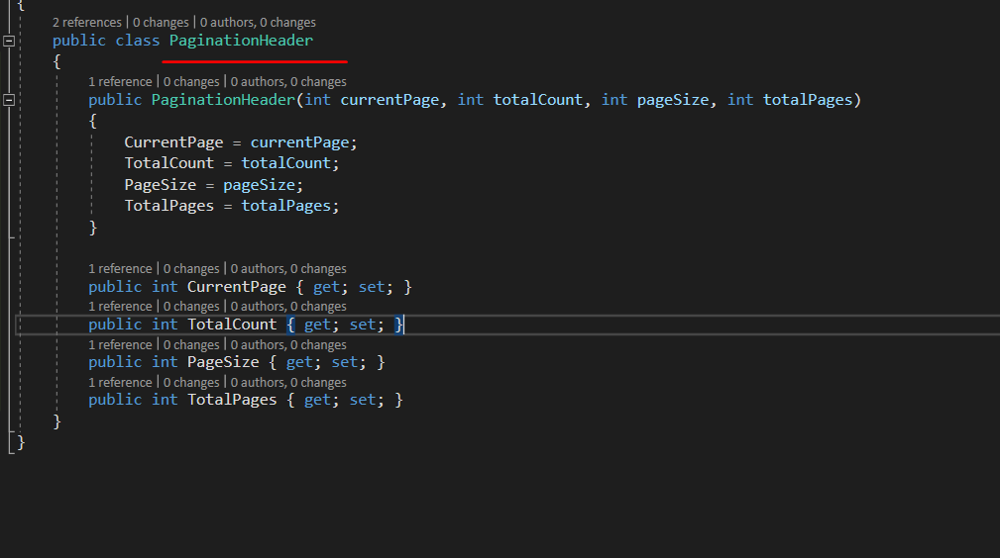 {
2 references | 0 changes | 0 authors, 0 changes
public class PaginationHeader
{
1 reference | 0 changes | 0 authors, 0 changes
public PaginationHeader(int currentPage, int totalCount, int pageSize, int totalPages)
{
CurrentPage = currentPage;
TotalCount = totalCount;
PageSize = pageSize;
TotalPages = totalPages;
}
1 reference | 0 changes | 0 authors, 0 changes
public int CurrentPage { get; set; }
1 reference | 0 changes | 0 authors, 0 changes
public int TotalCount { get; set; }
1 reference | 0 changes | 0 authors, 0 changes
public int PageSize { get; set; }
1 reference | 0 changes | 0 authors, 0 changes
public int TotalPages { get; set; }
}
}